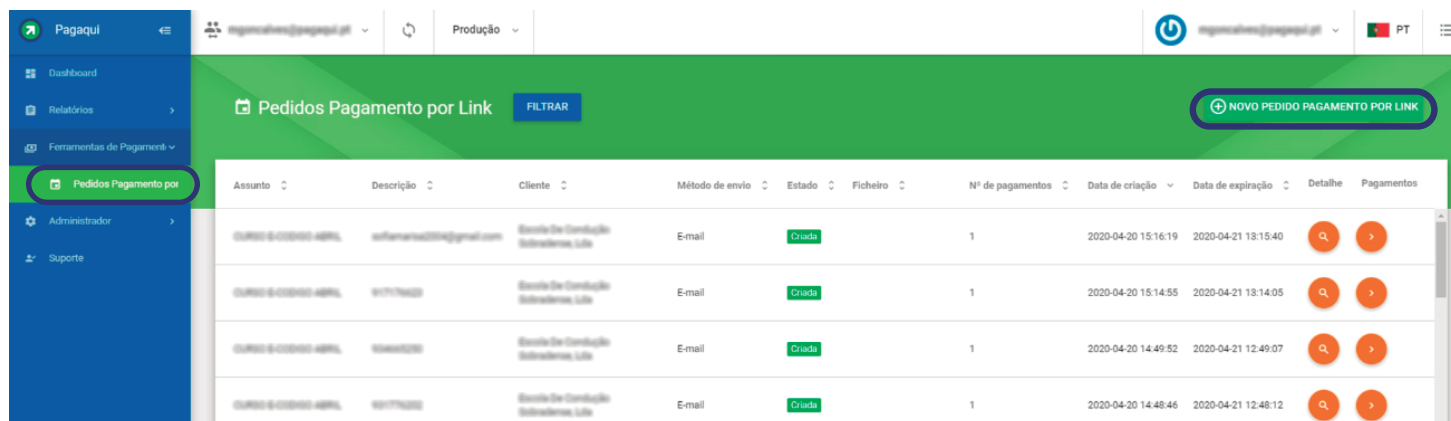 Pagaqui
Produção
PT
Dashboard
Relatórios
Ferramentas de Pagament
Pedidos Pagamento por
Administrador
Suporte
Pedidos Pagamento por Link
FILTRAR
NOVO PEDIDO PAGAMENTO POR LINK
Assunto Descrição Cliente Método de envio Estado Ficheiro Nº de pagamentos Data de criação Data de expiração Detalhe Pagamentos
E-mail Criada 1 2020-04-20 15:16:19 2020-04-21 13:15:40
E-mail Criada 1 2020-04-20 15:14:55 2020-04-21 13:14:05
E-mail Criada 1 2020-04-20 14:49:52 2020-04-21 12:49:07
E-mail Criada 1 2020-04-20 14:48:46 2020-04-21 12:48:12